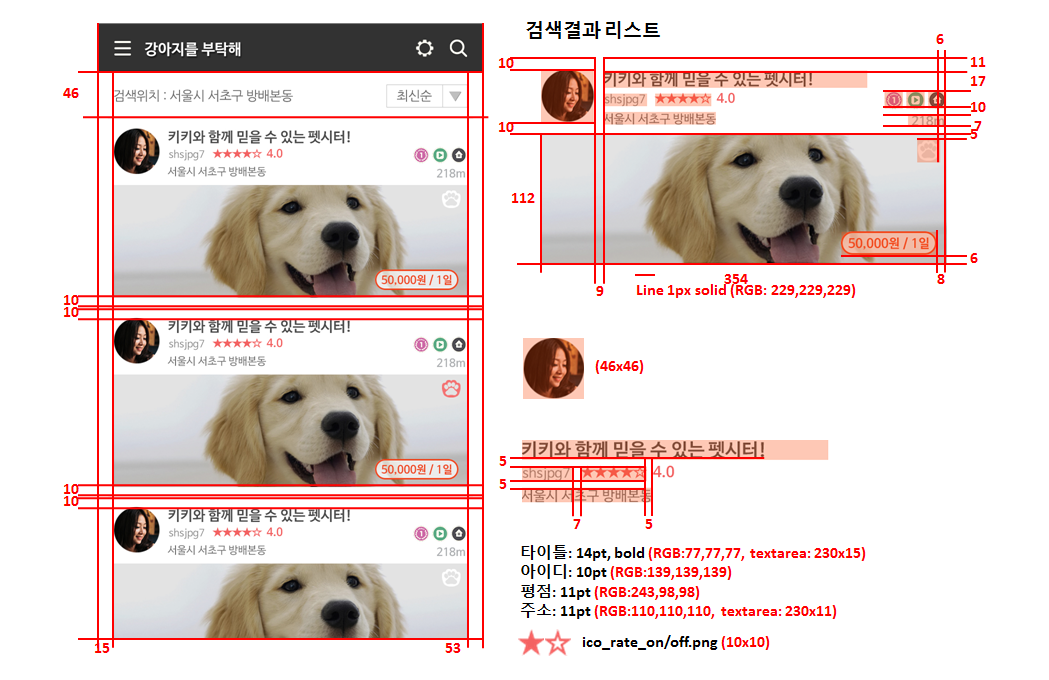 강아지를 부탁해
46
검색위치 : 서울시 서초구 방배본동
최신순
키키와 함께 믿을 수 있는 펫시터!
shsjpg7 ★★★★☆ 4.0
서울시 서초구 방배본동
218m
50,000원 / 1일
10
10
키키와 함께 믿을 수 있는 펫시터!
shsjpg7 ★★★★☆ 4.0
서울시 서초구 방배본동
218m
50,000원 / 1일
10
10
키키와 함께 믿을 수 있는 펫시터!
shsjpg7 ★★★★☆ 4.0
서울시 서초구 방배본동
218m
15
53
검색결과 리스트
6
10
11
17
키키와 함께 믿을 수 있는 펫시터!
shsjpg7 ★★★★☆ 4.0
10
서울시 서초구 방배본동
218m
10
7
5
112
50,000원 / 1일
6
354
8
9
Line 1px solid (RGB: 229,229,229)
(46x46)
키키와 함께 믿을 수 있는 펫시터!
5
shsjpg7 ★★★★☆ 4.0
5
서울시 서초구 방배본동
7
5
타이틀: 14pt, bold (RGB:77,77,77, textarea: 230x15)
아이디: 10pt (RGB:139,139,139)
평점: 11pt (RGB:243,98,98)
주소: 11pt (RGB:110,110,110, textarea: 230x11)
★☆ ico_rate_on/off.png (10x10)